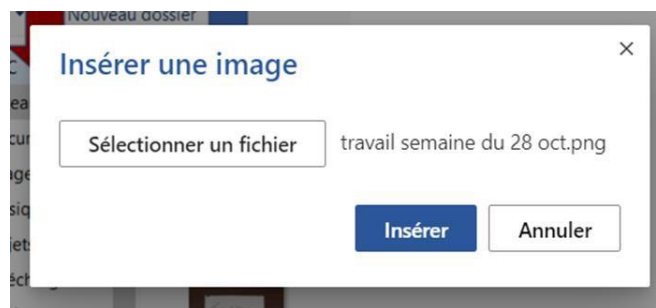 Nouveau dossier
Insérer une image
Sélectionner un fichier travail semaine du 28 oct.png
Insérer Annuler